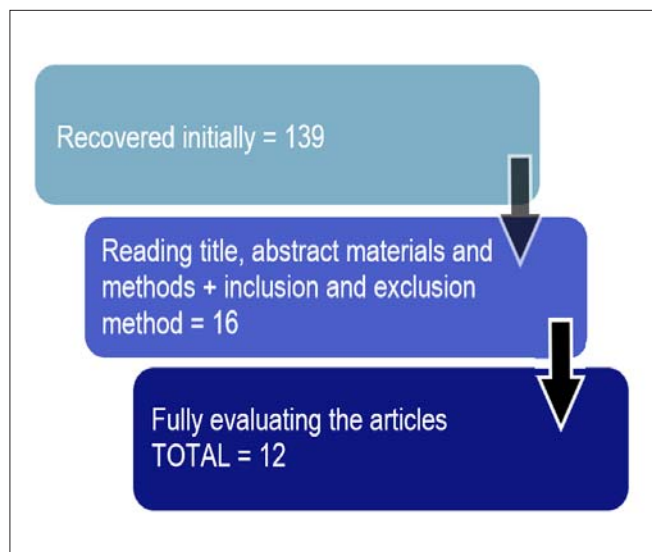 Recovered initially = 139
Reading title, abstract materials and
methods + inclusion and exclusion
method = 16
Fully evaluating the articles
TOTAL = 12